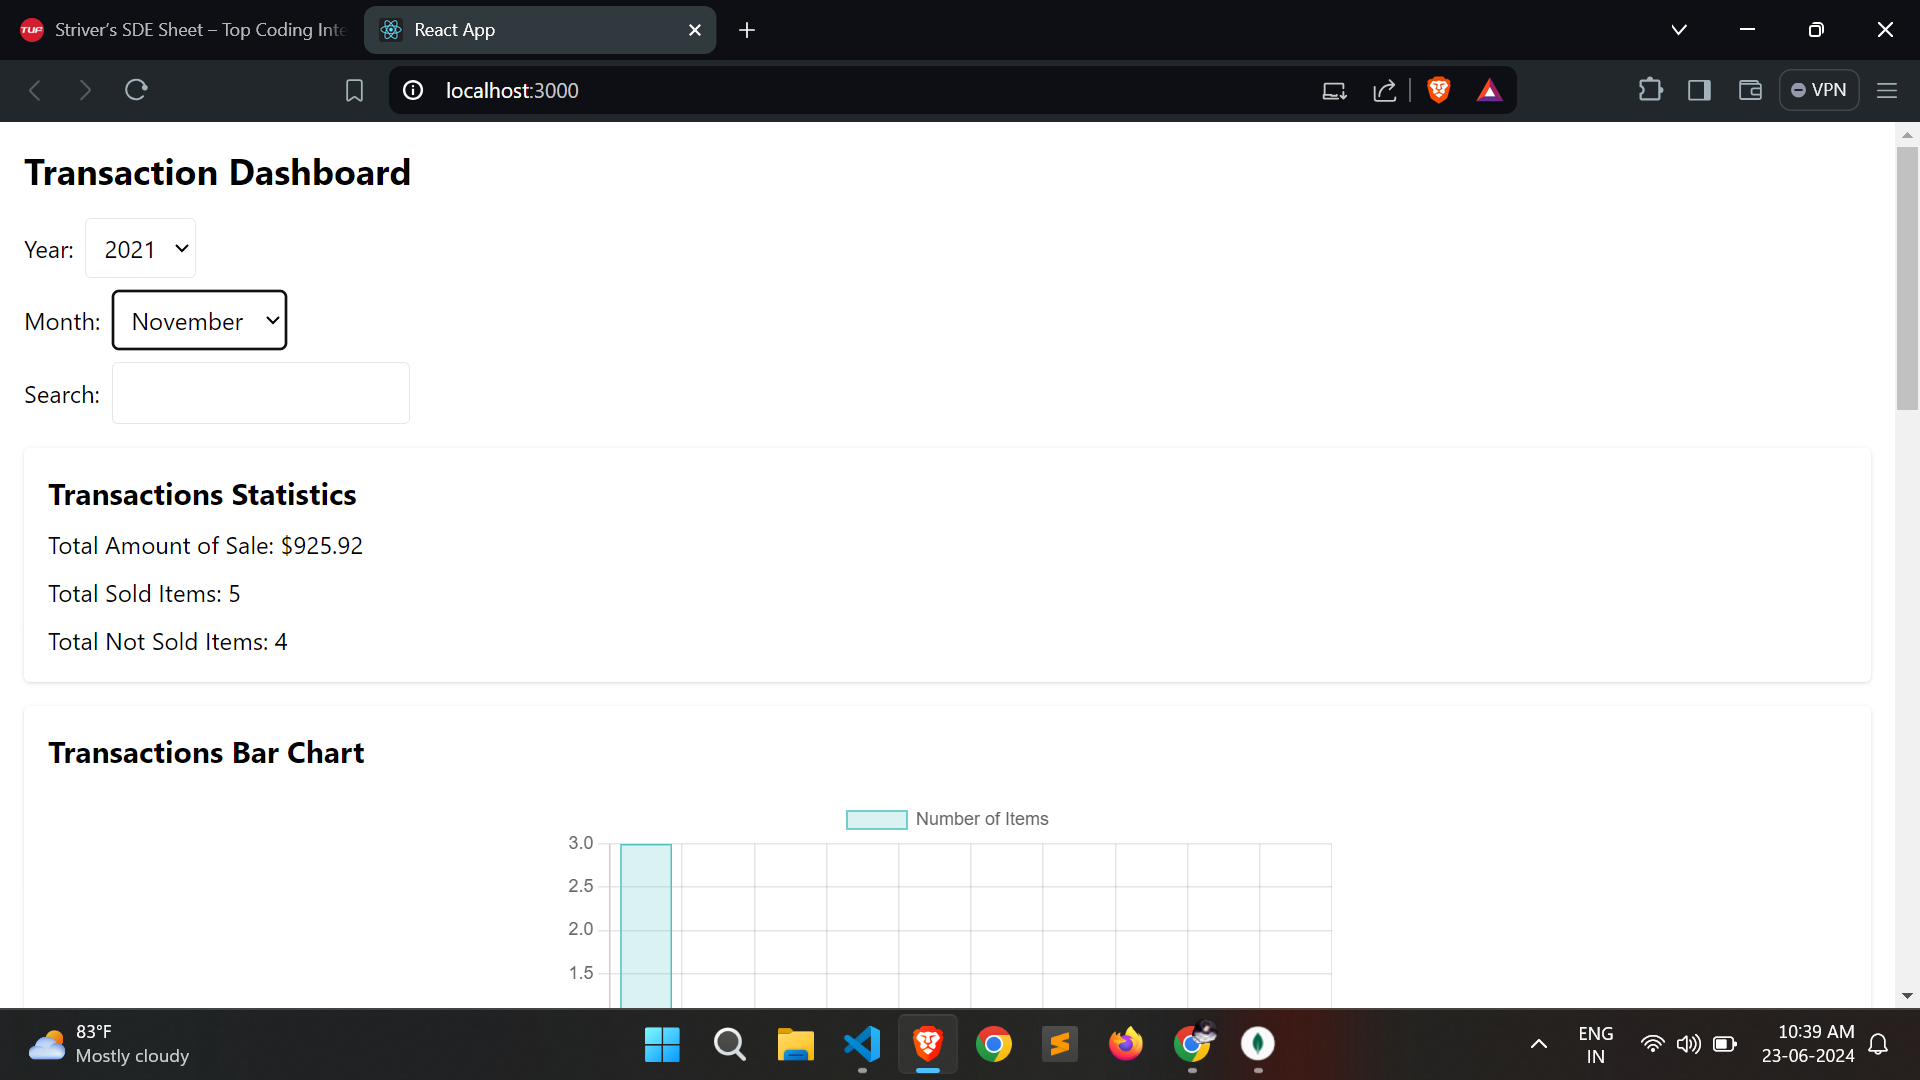 TUF Striver's SDE Sheet – Top Coding Inte
React App
localhost:3000
VPN
Transaction Dashboard
Year: 2021
Month: November
Search:
Transactions Statistics
Total Amount of Sale: $925.92
Total Sold Items: 5
Total Not Sold Items: 4
Transactions Bar Chart
Number of Items
3.0
2.5
2.0
1.5
83°F
Mostly cloudy
ENG
IN
10:39 AM
23-06-2024